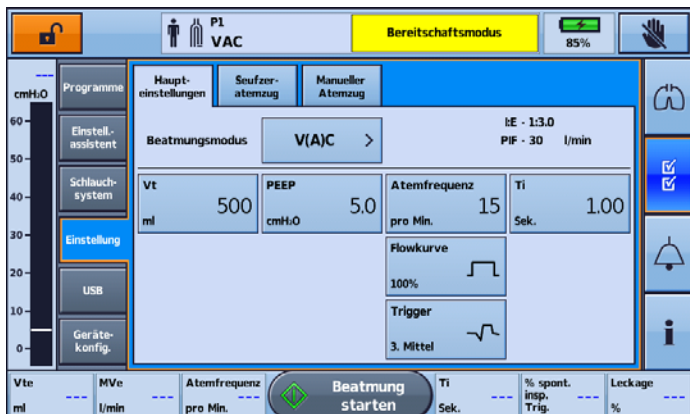 P1
VAC
Bereitschaftsmodus
85%
---
cmH₂O
60
50
40
30
20
10
0
Programme
Einstell.-
assistent
Schlauch-
system
Einstellung
USB
Geräte-
konfig.
Haupt-
einstellungen
Seufzer-
atemzug
Manueller
Atemzug
Beatmungsmodus
V(A)C >
I:E - 1:3.0
PIF - 30 l/min
Vt
500
ml
PEEP
5.0
cmH₂O
Atemfrequenz
15
pro Min.
Ti
1.00
Sek.
Flowkurve
100%
Trigger
3. Mittel
Vte
---
ml
MVe
---
l/min
Atemfrequenz
---
pro Min.
Beatmung
starten
Ti
---
Sek.
% spont.
insp.
Trig.
---
Leckage
---
%